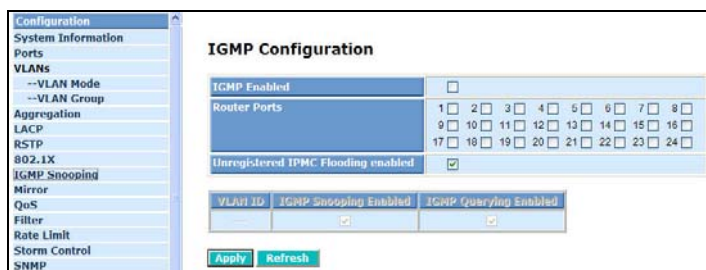 Configuration
System Information
Ports
VLANs
--VLAN Mode
--VLAN Group
Aggregation
LACP
RSTP
802.1X
IGMP Snooping
Mirror
QoS
Filter
Rate Limit
Storm Control
SNMP
IGMP Configuration
IGMP Enabled
Router Ports
1 2 3 4 5 6 7 8
9 10 11 12 13 14 15 16
17 18 19 20 21 22 23 24
Unregistered IPMC Flooding enabled
VLAN ID IGMP Snooping Enabled IGMP Querying Enabled
Apply Refresh